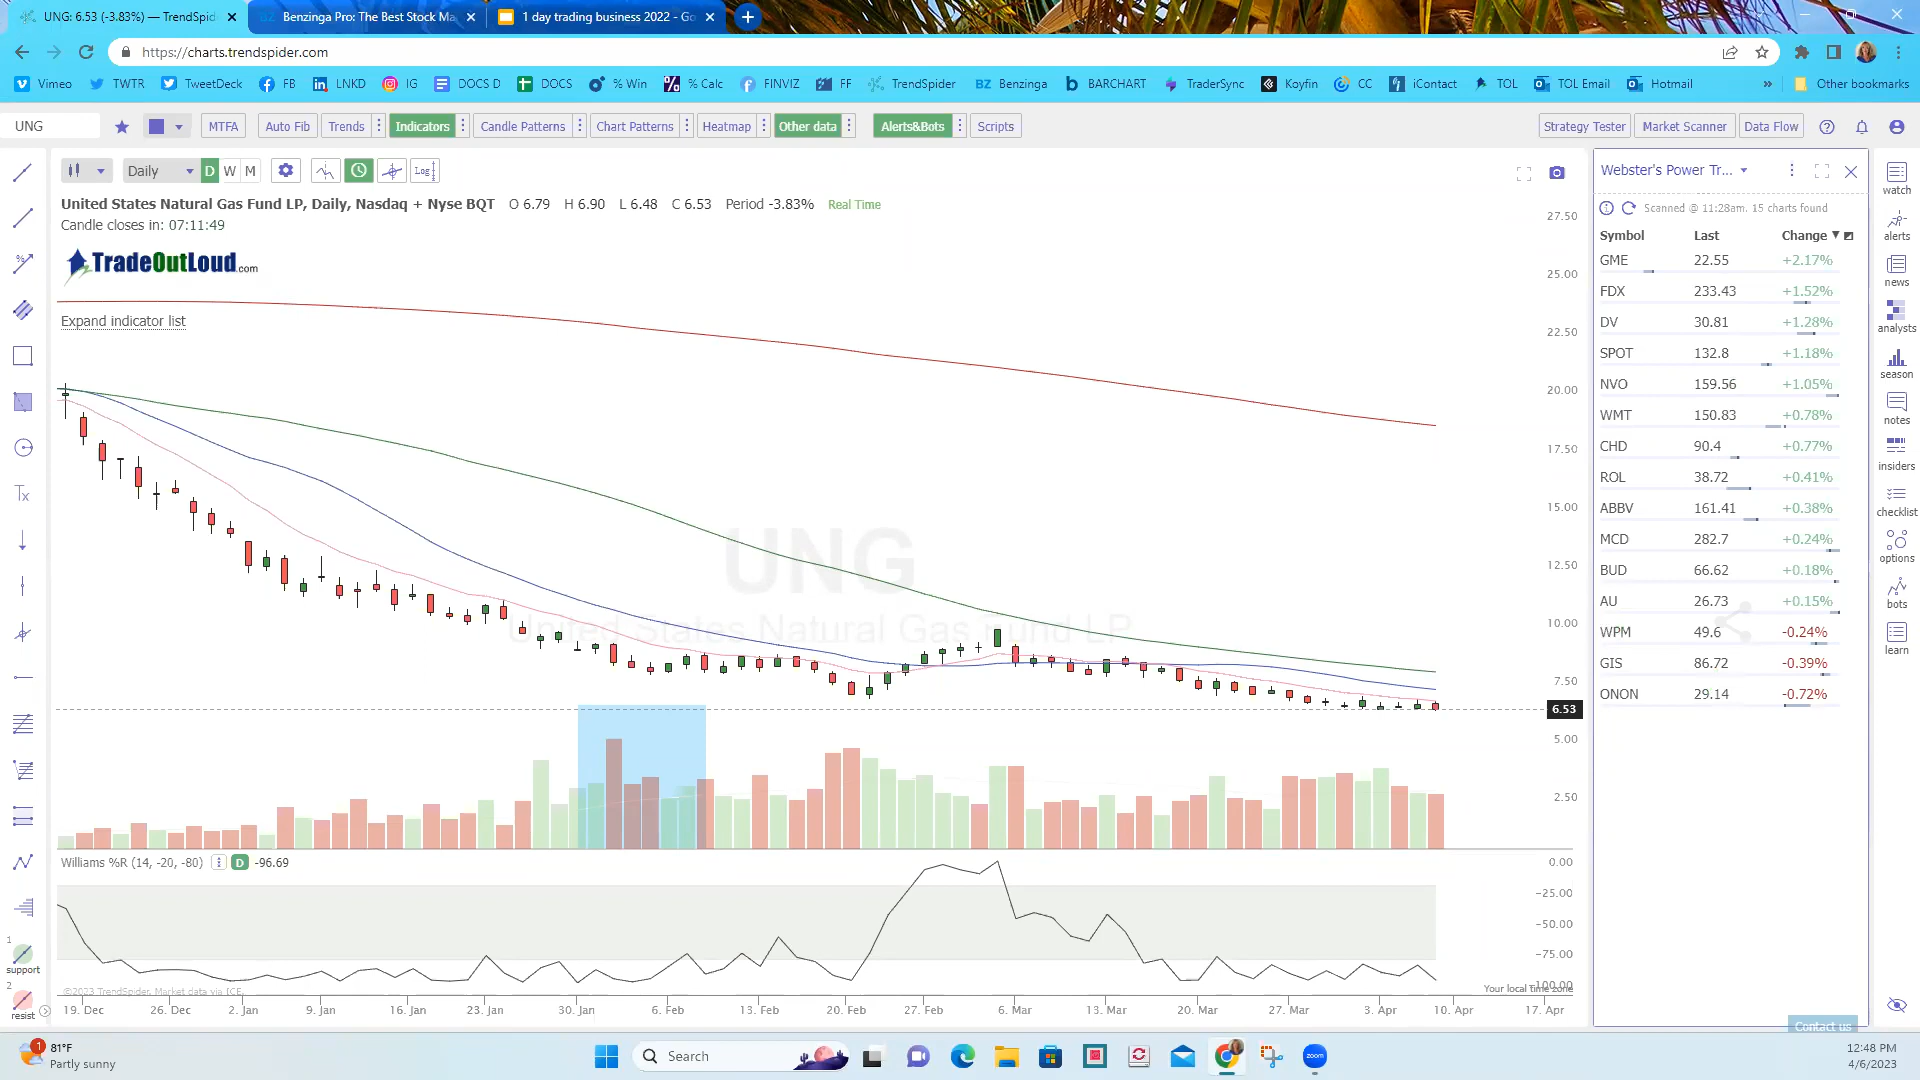 UNG: 6.53 (-3.83%) — TrendSpid
Benzinga Pro: The Best Stock Ma
1 day trading business 2022 - Go
https://charts.trendspider.com
Vimeo TWTR TweetDeck FB LNKD IG DOCS D DOCS % Win % Calc FINVIZ FF TrendSpider Benzinga BARCHART TraderSync Koyfin CC iContact TOL TOL Email Hotmail » Other bookmarks
UNG MTFA Auto Fib Trends Indicators Candle Patterns Chart Patterns Heatmap Other data Alerts&Bots Scripts Strategy Tester Market Scanner Data Flow
Daily D W M Log
United States Natural Gas Fund LP, Daily, Nasdaq + Nyse BQT O 6.79 H 6.90 L 6.48 C 6.53 Period -3.83% Real Time
Candle closes in: 07:11:49
TradeOutLoud.com
Expand indicator list
UNG
United States Natural Gas Fund LP
27.50
25.00
22.50
20.00
17.50
15.00
12.50
10.00
7.50
6.53
5.00
2.50
Williams %R (14, -20, -80) D -96.69
0.00
-25.00
-50.00
-75.00
-100.00
©2023 TrendSpider. Market data via ICE.
Your local time zone
19. Dec 26. Dec 2. Jan 9. Jan 16. Jan 23. Jan 30. Jan 6. Feb 13. Feb 20. Feb 27. Feb 6. Mar 13. Mar 20. Mar 27. Mar 3. Apr 10. Apr 17. Apr
Tx
1
support
2
resist
Webster's Power Tr...
Scanned @ 11:28am. 15 charts found
Symbol Last Change
GME 22.55 +2.17%
FDX 233.43 +1.52%
DV 30.81 +1.28%
SPOT 132.8 +1.18%
NVO 159.56 +1.05%
WMT 150.83 +0.78%
CHD 90.4 +0.77%
ROL 38.72 +0.41%
ABBV 161.41 +0.38%
MCD 282.7 +0.24%
BUD 66.62 +0.18%
AU 26.73 +0.15%
WPM 49.6 -0.24%
GIS 86.72 -0.39%
ONON 29.14 -0.72%
watch
alerts
news
analysts
season
notes
insiders
checklist
options
bots
learn
Contact us
1
81°F
Partly sunny
Search
zoom
12:48 PM
4/6/2023